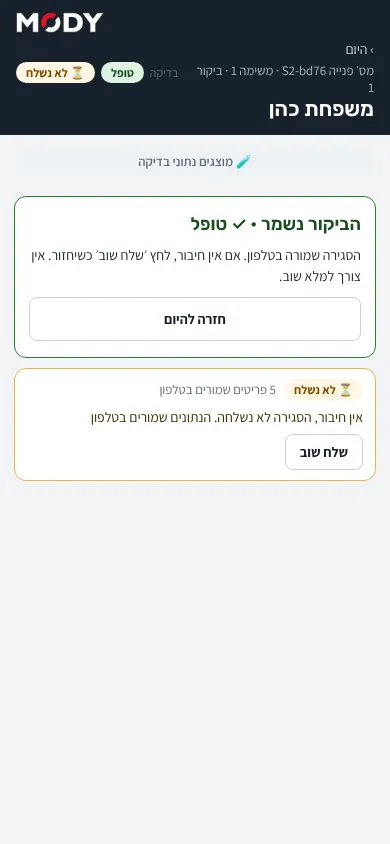 MODY
› היום
מס׳ פנייה S2-bd76 · משימה 1 · ביקור 1
בדיקה
טופל
⏳ לא נשלח
משפחת כהן
🧪 מוצגים נתוני בדיקה
הביקור נשמר • ✓ טופל
הסגירה שמורה בטלפון. אם אין חיבור, לחץ ׳שלח שוב׳ כשיחזור. אין
צורך למלא שוב.
חזרה להיום
⏳ לא נשלח 5 פריטים שמורים בטלפון
אין חיבור, הסגירה לא נשלחה. הנתונים שמורים בטלפון
שלח שוב